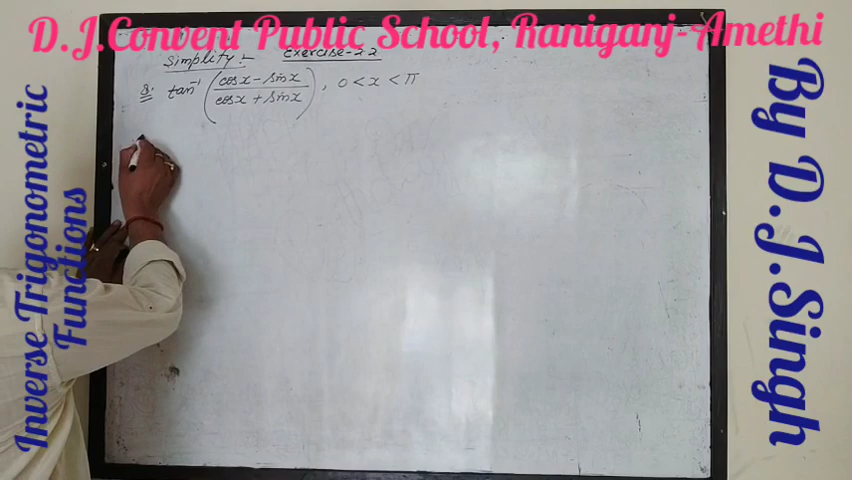 D.J.Convent Public School, Raniganj-Amethi
Simplify :- Exercise-2.2
Q. tan⁻¹ (cosx - sinx / cosx + sinx), 0 < x < π
Inverse Trigonometric
Functions
By D.J.Singh